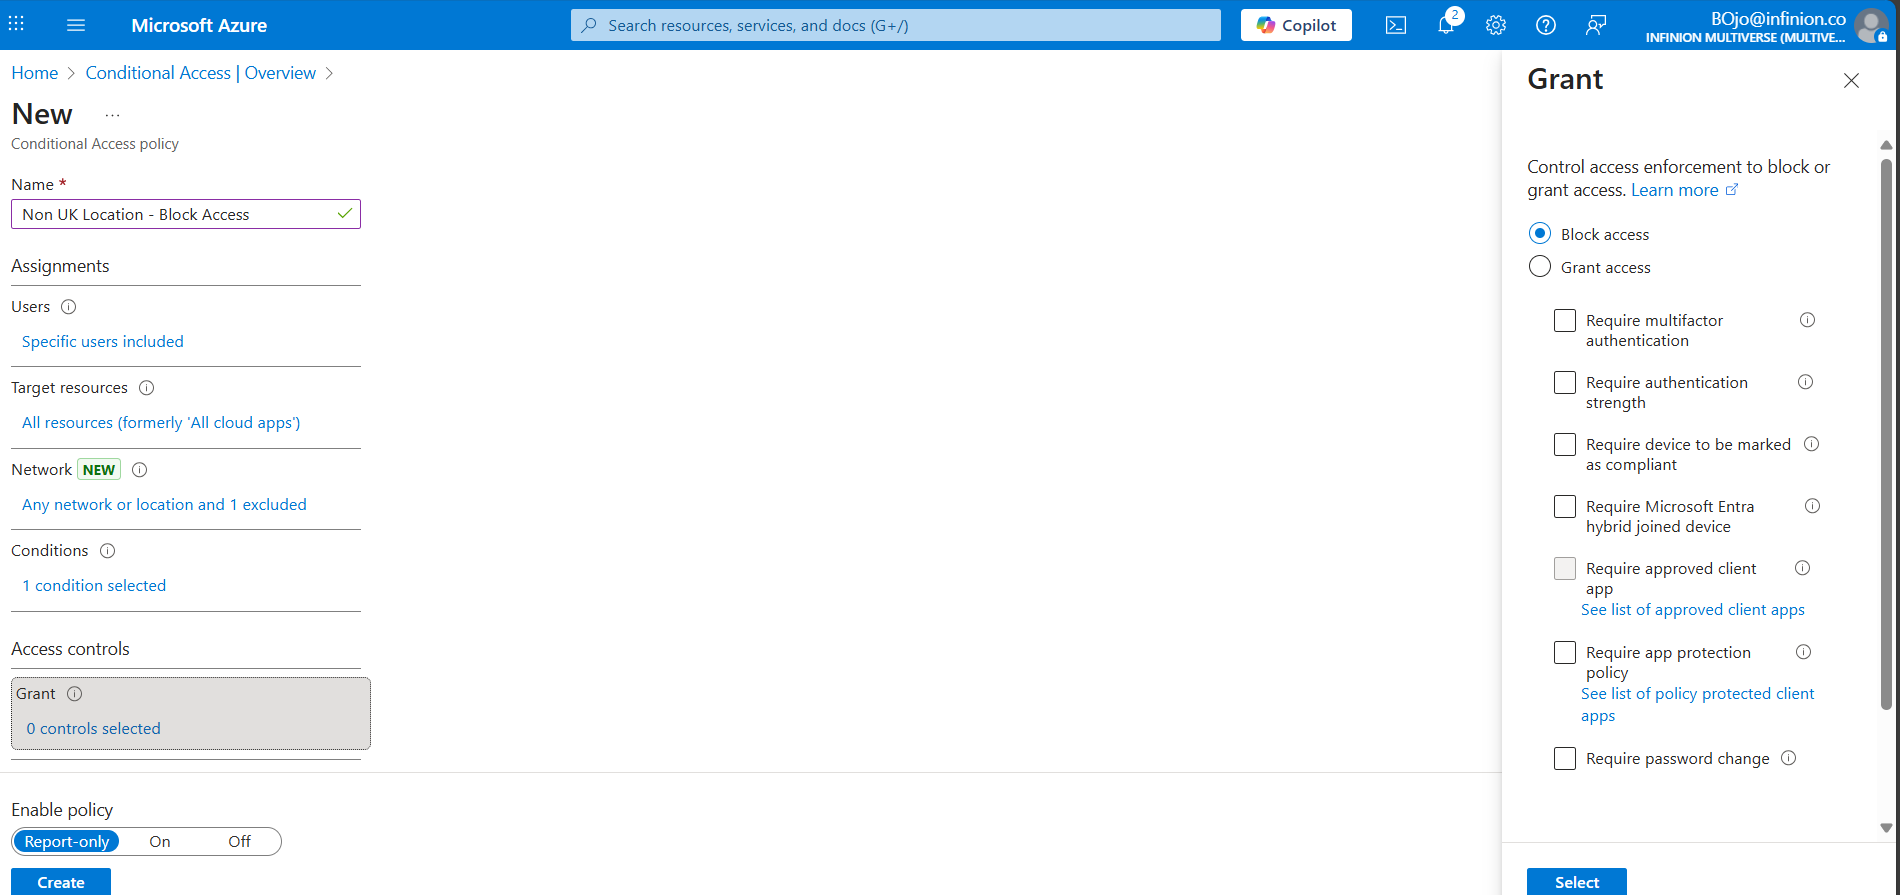 Microsoft Azure
Search resources, services, and docs (G+/)
Copilot
2
BOjo@infinion.co
INFINION MULTIVERSE (MULTIVE...
Home > Conditional Access | Overview >
New ...
Conditional Access policy
Name *
Non UK Location - Block Access
Assignments
Users
Specific users included
Target resources
All resources (formerly 'All cloud apps')
Network NEW
Any network or location and 1 excluded
Conditions
1 condition selected
Access controls
Grant
0 controls selected
Enable policy
Report-only On Off
Create
Grant
Control access enforcement to block or
grant access. Learn more
Block access
Grant access
Require multifactor
authentication
Require authentication
strength
Require device to be marked
as compliant
Require Microsoft Entra
hybrid joined device
Require approved client
app
See list of approved client apps
Require app protection
policy
See list of policy protected client
apps
Require password change
Select